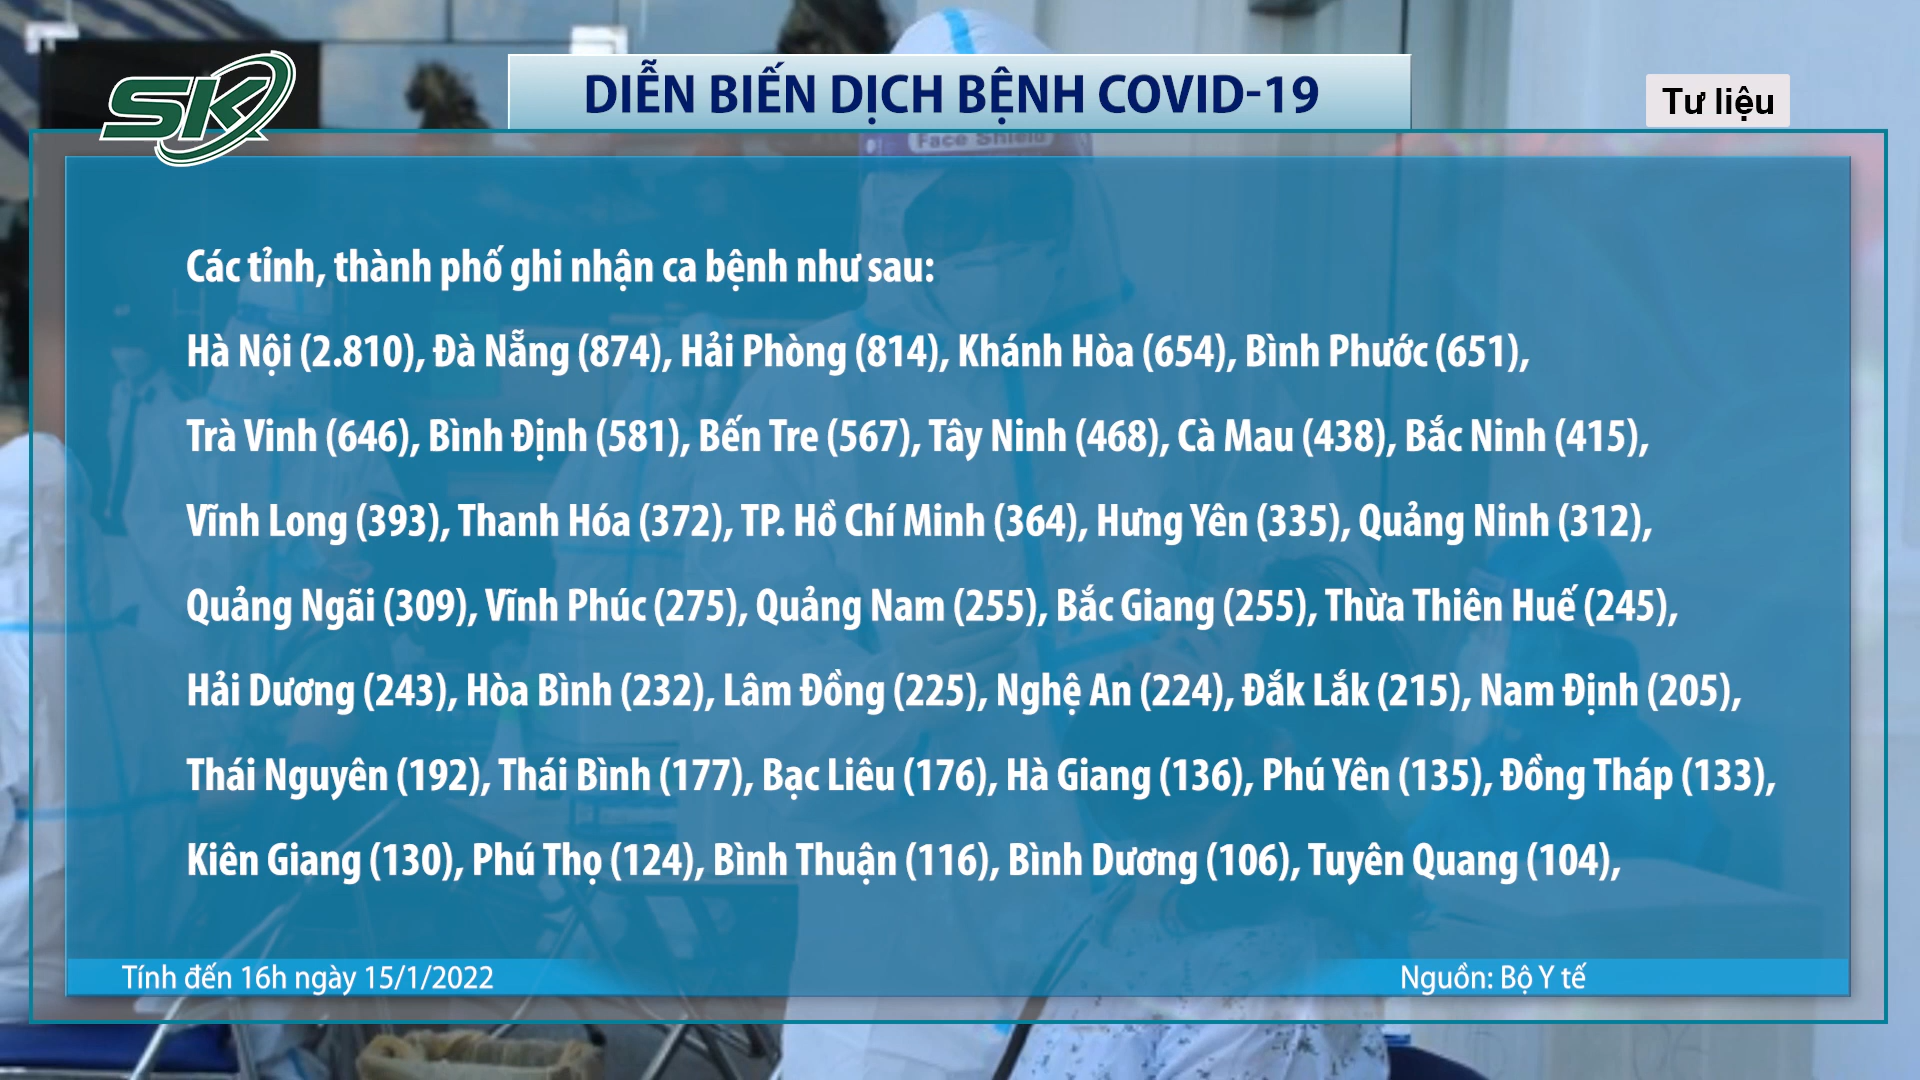 SK
DIỄN BIẾN DỊCH BỆNH COVID-19
Tư liệu
Face Shield
Các tỉnh, thành phố ghi nhận ca bệnh như sau:
Hà Nội (2.810), Đà Nẵng (874), Hải Phòng (814), Khánh Hòa (654), Bình Phước (651),
Trà Vinh (646), Bình Định (581), Bến Tre (567), Tây Ninh (468), Cà Mau (438), Bắc Ninh (415),
Vĩnh Long (393), Thanh Hóa (372), TP. Hồ Chí Minh (364), Hưng Yên (335), Quảng Ninh (312),
Quảng Ngãi (309), Vĩnh Phúc (275), Quảng Nam (255), Bắc Giang (255), Thừa Thiên Huế (245),
Hải Dương (243), Hòa Bình (232), Lâm Đồng (225), Nghệ An (224), Đắk Lắk (215), Nam Định (205),
Thái Nguyên (192), Thái Bình (177), Bạc Liêu (176), Hà Giang (136), Phú Yên (135), Đồng Tháp (133),
Kiên Giang (130), Phú Thọ (124), Bình Thuận (116), Bình Dương (106), Tuyên Quang (104),
Tính đến 16h ngày 15/1/2022
Nguồn: Bộ Y tế